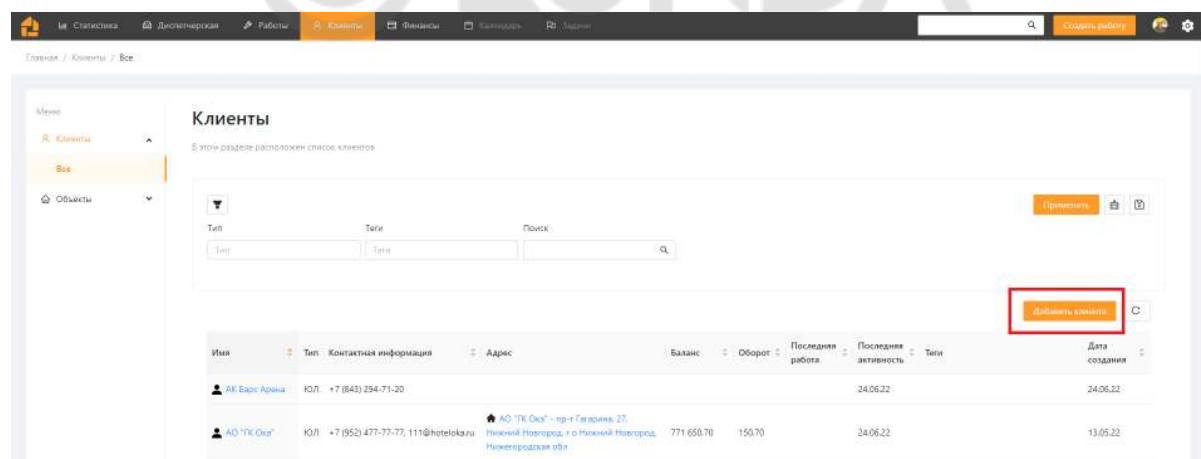 Статистика Диспетчерская Работы Клиенты Финансы Календарь Задачи Создать работу
Главная / Клиенты / Все
Меню
Клиенты
Все
Объекты
Клиенты
В этом разделе расположен список клиентов
Применить
Тип Теги Поиск
Тип Теги
Добавить клиента
Имя Тип Контактная информация Адрес Баланс Оборот Последняя работа Последняя активность Теги Дата создания
АК Барс Арена ЮЛ +7 (843) 294-71-20 24.06.22 24.06.22
АО "ГК Ока" ЮЛ +7 (952) 477-77-77, 111@hoteloka.ru АО "ГК Ока" - пр-т Гагарина, 27, 771 650.70 150.70 24.06.22 13.05.22
Нижний Новгород, г о Нижний Новгород,
Нижегородская обл